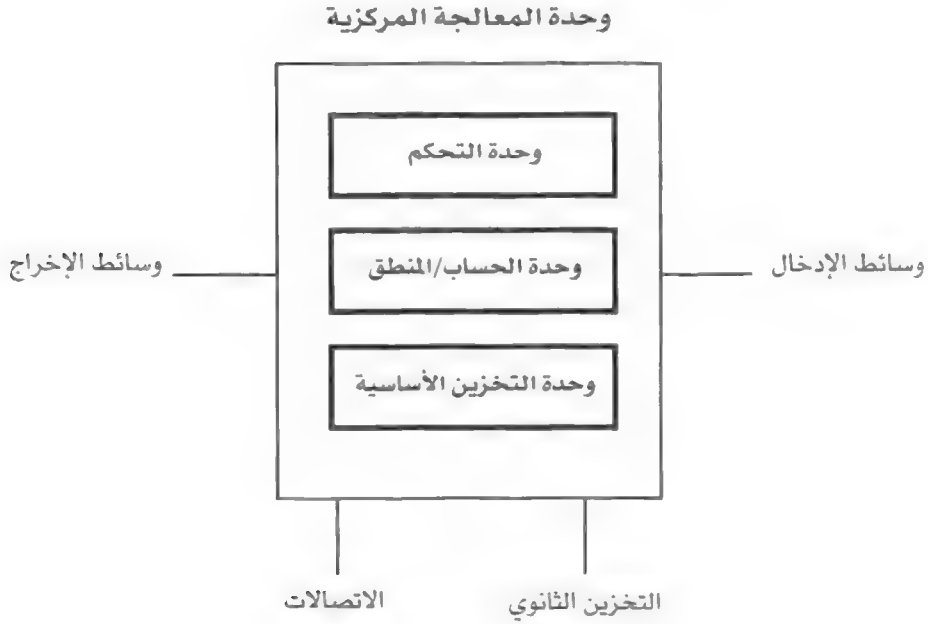 وحدة المعالجة المركزية
وحدة التحكم
وسائط الإدخال
وحدة الحساب/المنطق
وسائط الإخراج
وحدة التخزين الأساسية
التخزين الثانوي
الاتصالات